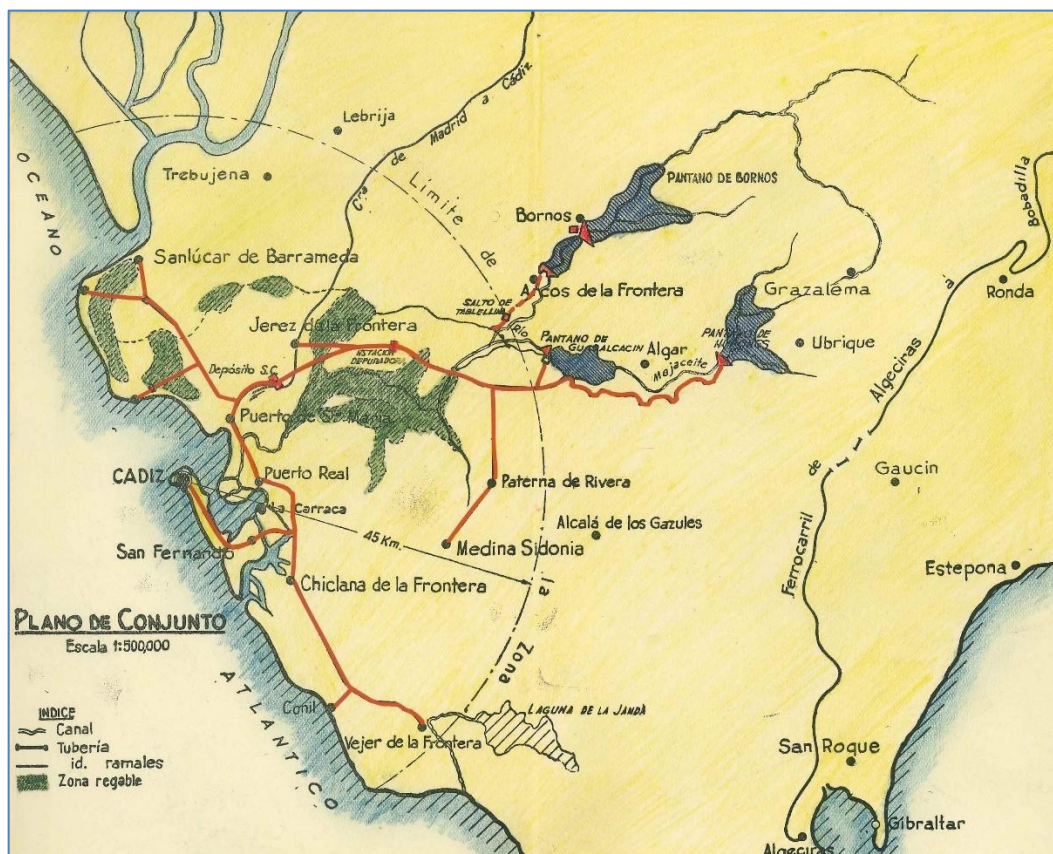 OCEANO
ATLANTICO
Lebrija
Trebujena
Cra de Madrid a Cádiz
Límite de la Zona
PANTANO DE BORNOS
Bornos
Sanlúcar de Barrameda
Arcos de la Frontera
Grazaléma
Ronda
Ferrocarril de Algeciras a Bobadilla
SALTO DE
Río
Jerez de la Frontera
PANTANO DE
GUADALCACIN
PANTANO DE
Algar
Ubrique
Majaceite
ESTACION
DEPURADORA
Depósito S.C.
Puerto de Sta María
CADIZ
Puerto Real
La Carraca
Paterna de Rivera
Gaucin
45 Km.
San Fernando
Medina Sidonia
Alcalá de los Gazules
Chiclana de la Frontera
Estepona
PLANO DE CONJUNTO
Escala 1:500,000
Conil
LAGUNA DE LA JANDA
Vejer de la Frontera
INDICE
Canal
Tubería
id. ramales
Zona regable
San Roque
Gibraltar
Algeciras